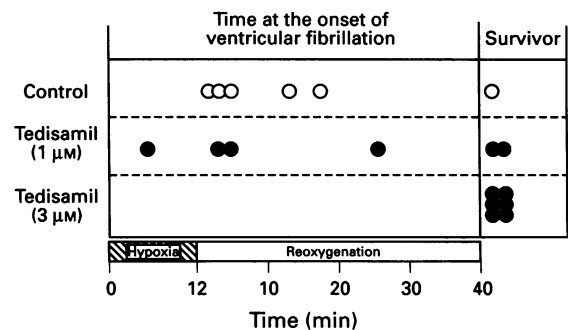 Time at the onset of
ventricular fibrillation
Survivor
Control
Tedisamil
(1 μM)
Tedisamil
(3 μM)
Hypoxia
Reoxygenation
0 12 10 20 30 40
Time (min)